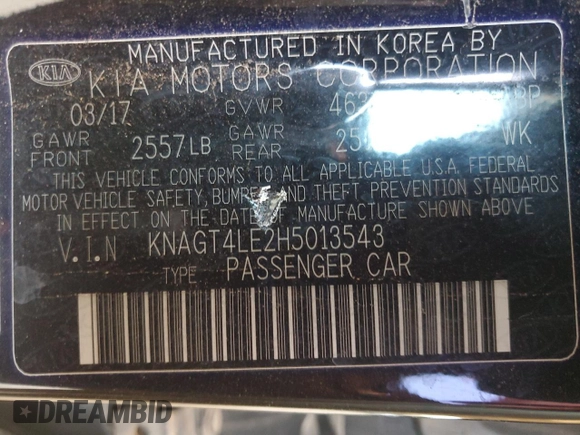 MANUFACTURED IN KOREA BY
KIA KIA MOTORS CORPORATION
03/17 GVWR
GAWR FRONT 2557LB GAWR REAR WK
THIS VEHICLE CONFORMS TO ALL APPLICABLE U.S.A. FEDERAL
MOTOR VEHICLE SAFETY, BUMPER AND THEFT PREVENTION STANDARDS
IN EFFECT ON THE DATE OF MANUFACTURE SHOWN ABOVE
V.I.N KNAGT4LE2H5013543
TYPE PASSENGER CAR
DREAMBID